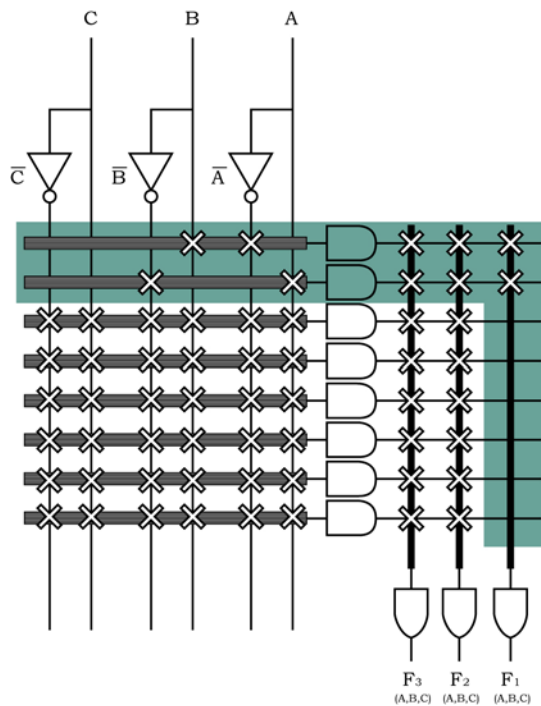 C B A
C̅ B̅ A̅
F₃ F₂ F₁
(A,B,C) (A,B,C) (A,B,C)